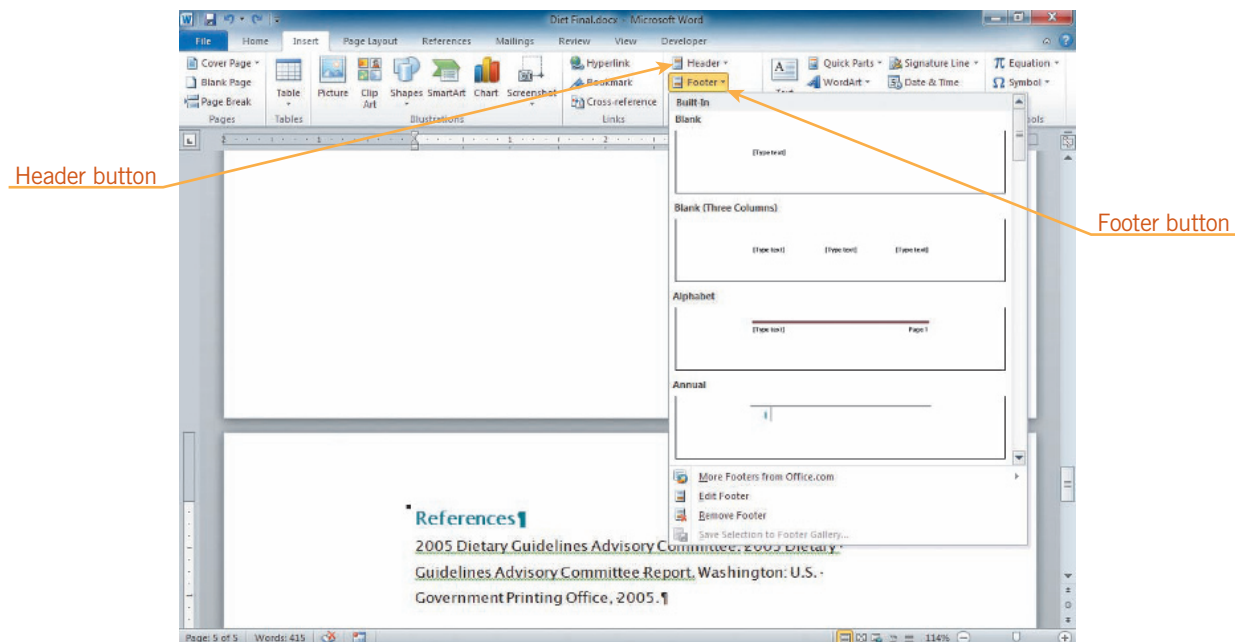 Diet Final.docx - Microsoft Word
File Home Insert Page Layout References Mailings Review View Developer
Cover Page
Blank Page
Page Break
Pages
Table
Tables
Picture Clip Art Shapes SmartArt Chart Screenshot
Illustrations
Hyperlink
Bookmark
Cross-reference
Links
Header
Footer
Quick Parts
WordArt
Signature Line
Date & Time
Equation
Symbol
Header button
Footer button
Built-In
Blank
[Type text]
Blank (Three Columns)
[Type text] [Type text] [Type text]
Alphabet
[Type text] Page 1
Annual
1
More Footers from Office.com
Edit Footer
Remove Footer
Save Selection to Footer Gallery...
References¶
2005 Dietary Guidelines Advisory Committee. 2005 Dietary
Guidelines Advisory Committee Report. Washington: U.S.
Government Printing Office, 2005.¶
Page: 5 of 5 Words: 415 114%